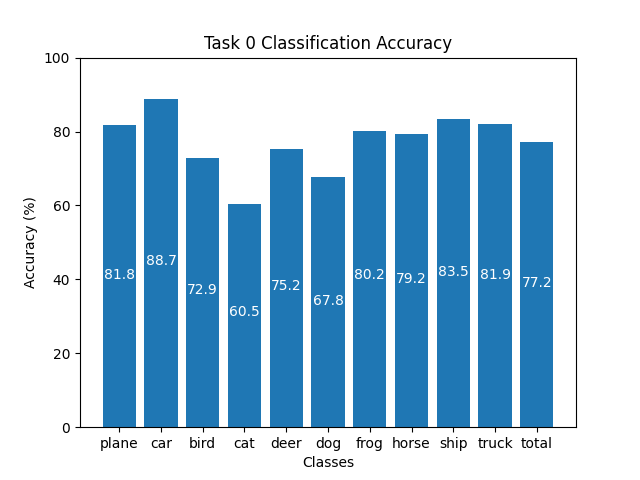 Task 0 Classification Accuracy
100
80
60
40
20
0
Accuracy (%)
81.8 88.7 72.9 60.5 75.2 67.8 80.2 79.2 83.5 81.9 77.2
plane car bird cat deer dog frog horse ship truck total
Classes